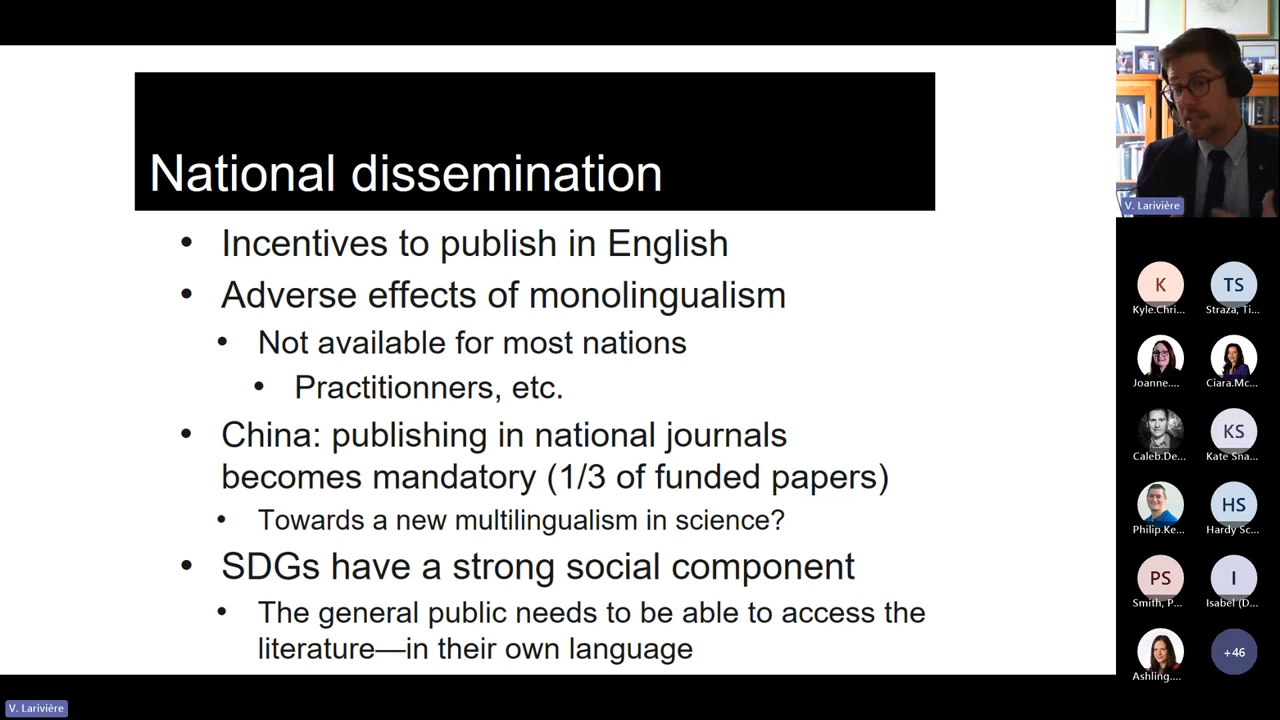 National dissemination
• Incentives to publish in English
• Adverse effects of monolingualism
• Not available for most nations
• Practitionners, etc.
• China: publishing in national journals
becomes mandatory (1/3 of funded papers)
• Towards a new multilingualism in science?
• SDGs have a strong social component
• The general public needs to be able to access the
literature—in their own language
V. Larivière
K
TS
Kyle.Chri...
Straza, Ti...
Joanne....
Ciara.Mc...
KS
Caleb.De...
Kate Sna...
HS
Philip.Ke...
Hardy Sc...
PS
I
Smith, P...
Isabel (D...
+46
Ashling....
V. Larivière